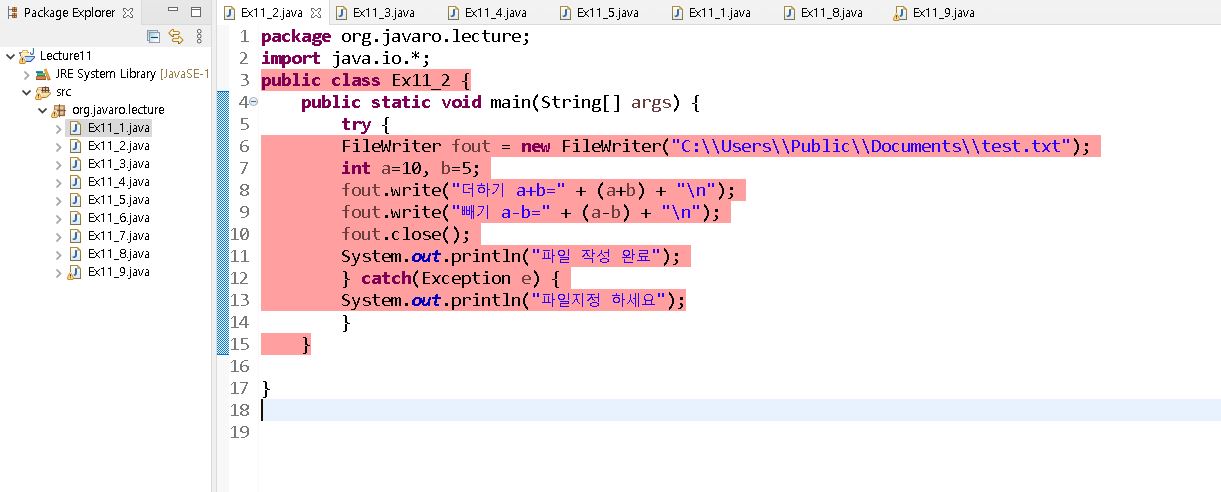 Package Explorer
Lecture11
JRE System Library [JavaSE-1
src
org.javaro.lecture
Ex11_1.java
Ex11_2.java
Ex11_3.java
Ex11_4.java
Ex11_5.java
Ex11_6.java
Ex11_7.java
Ex11_8.java
Ex11_9.java
Ex11_2.java Ex11_3.java Ex11_4.java Ex11_5.java Ex11_1.java Ex11_8.java Ex11_9.java
1 package org.javaro.lecture;
2 import java.io.*;
3 public class Ex11_2 {
4 public static void main(String[] args) {
5 try {
6 FileWriter fout = new FileWriter("C:\\Users\\Public\\Documents\\test.txt");
7 int a=10, b=5;
8 fout.write("더하기 a+b=" + (a+b) + "\n");
9 fout.write("빼기 a-b=" + (a-b) + "\n");
10 fout.close();
11 System.out.println("파일 작성 완료");
12 } catch(Exception e) {
13 System.out.println("파일지정 하세요");
14 }
15 }
16
17 }
18
19